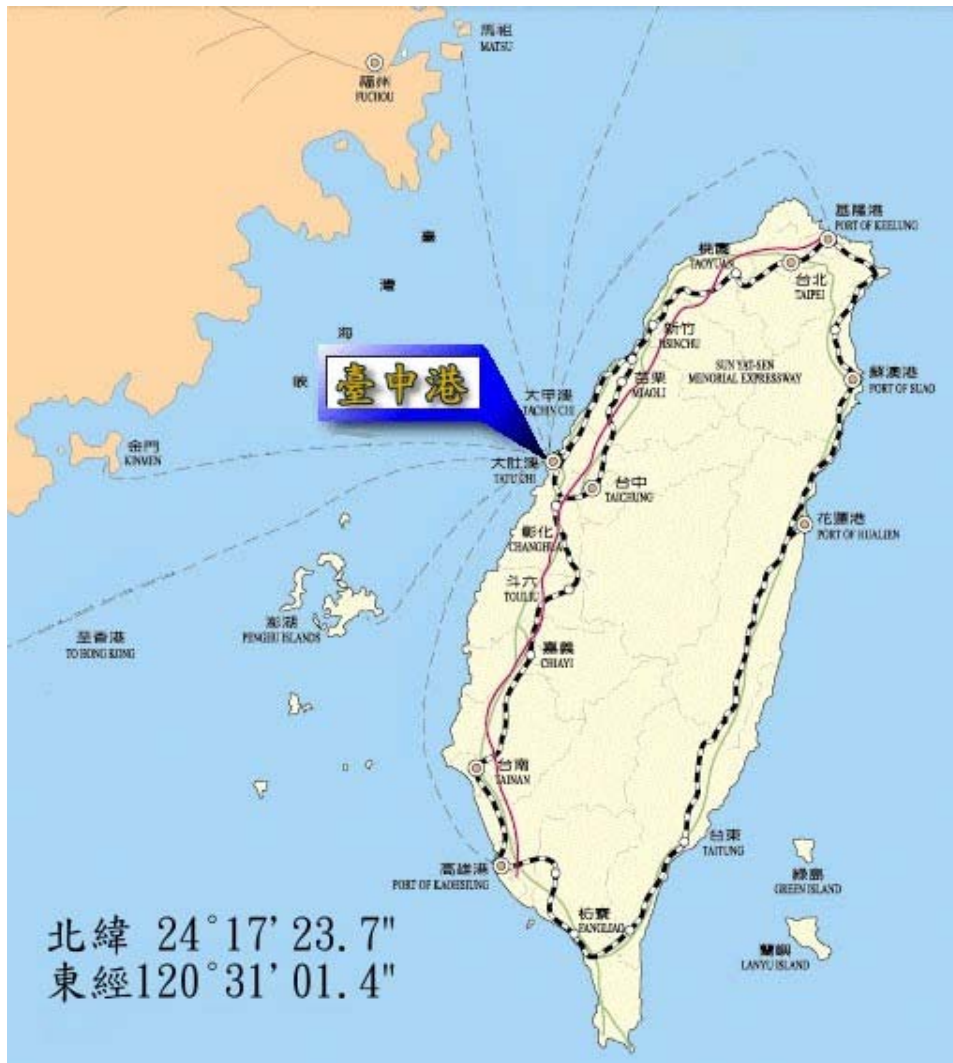 馬祖
MATSU
福州
FUCHOU
臺
灣
海
峽
基隆港
PORT OF KEELUNG
桃園
TAOYUAN
台北
TAIPEI
新竹
HSINCHU
SUN YAT-SEN
MENORIAL EXPRESSWAY
苗栗
MIAOLI
蘇澳港
PORT OF SUAO
臺中港
大甲溪
TACHIN CHI
金門
KINMEN
大肚溪
TATU CHI
台中
TAICHUNG
花蓮港
PORT OF HUALIEN
彰化
CHANGHUA
斗六
TOULIU
澎湖
PENGHU ISLANDS
至香港
TO HONG KONG
嘉義
CHIAYI
台南
TAINAN
台東
TAITUNG
高雄港
PORT OF KAOHSIUNG
綠島
GREEN ISLAND
枋寮
FANGLIAO
蘭嶼
LANYU ISLAND
北緯 24°17'23.7"
東經120°31'01.4"